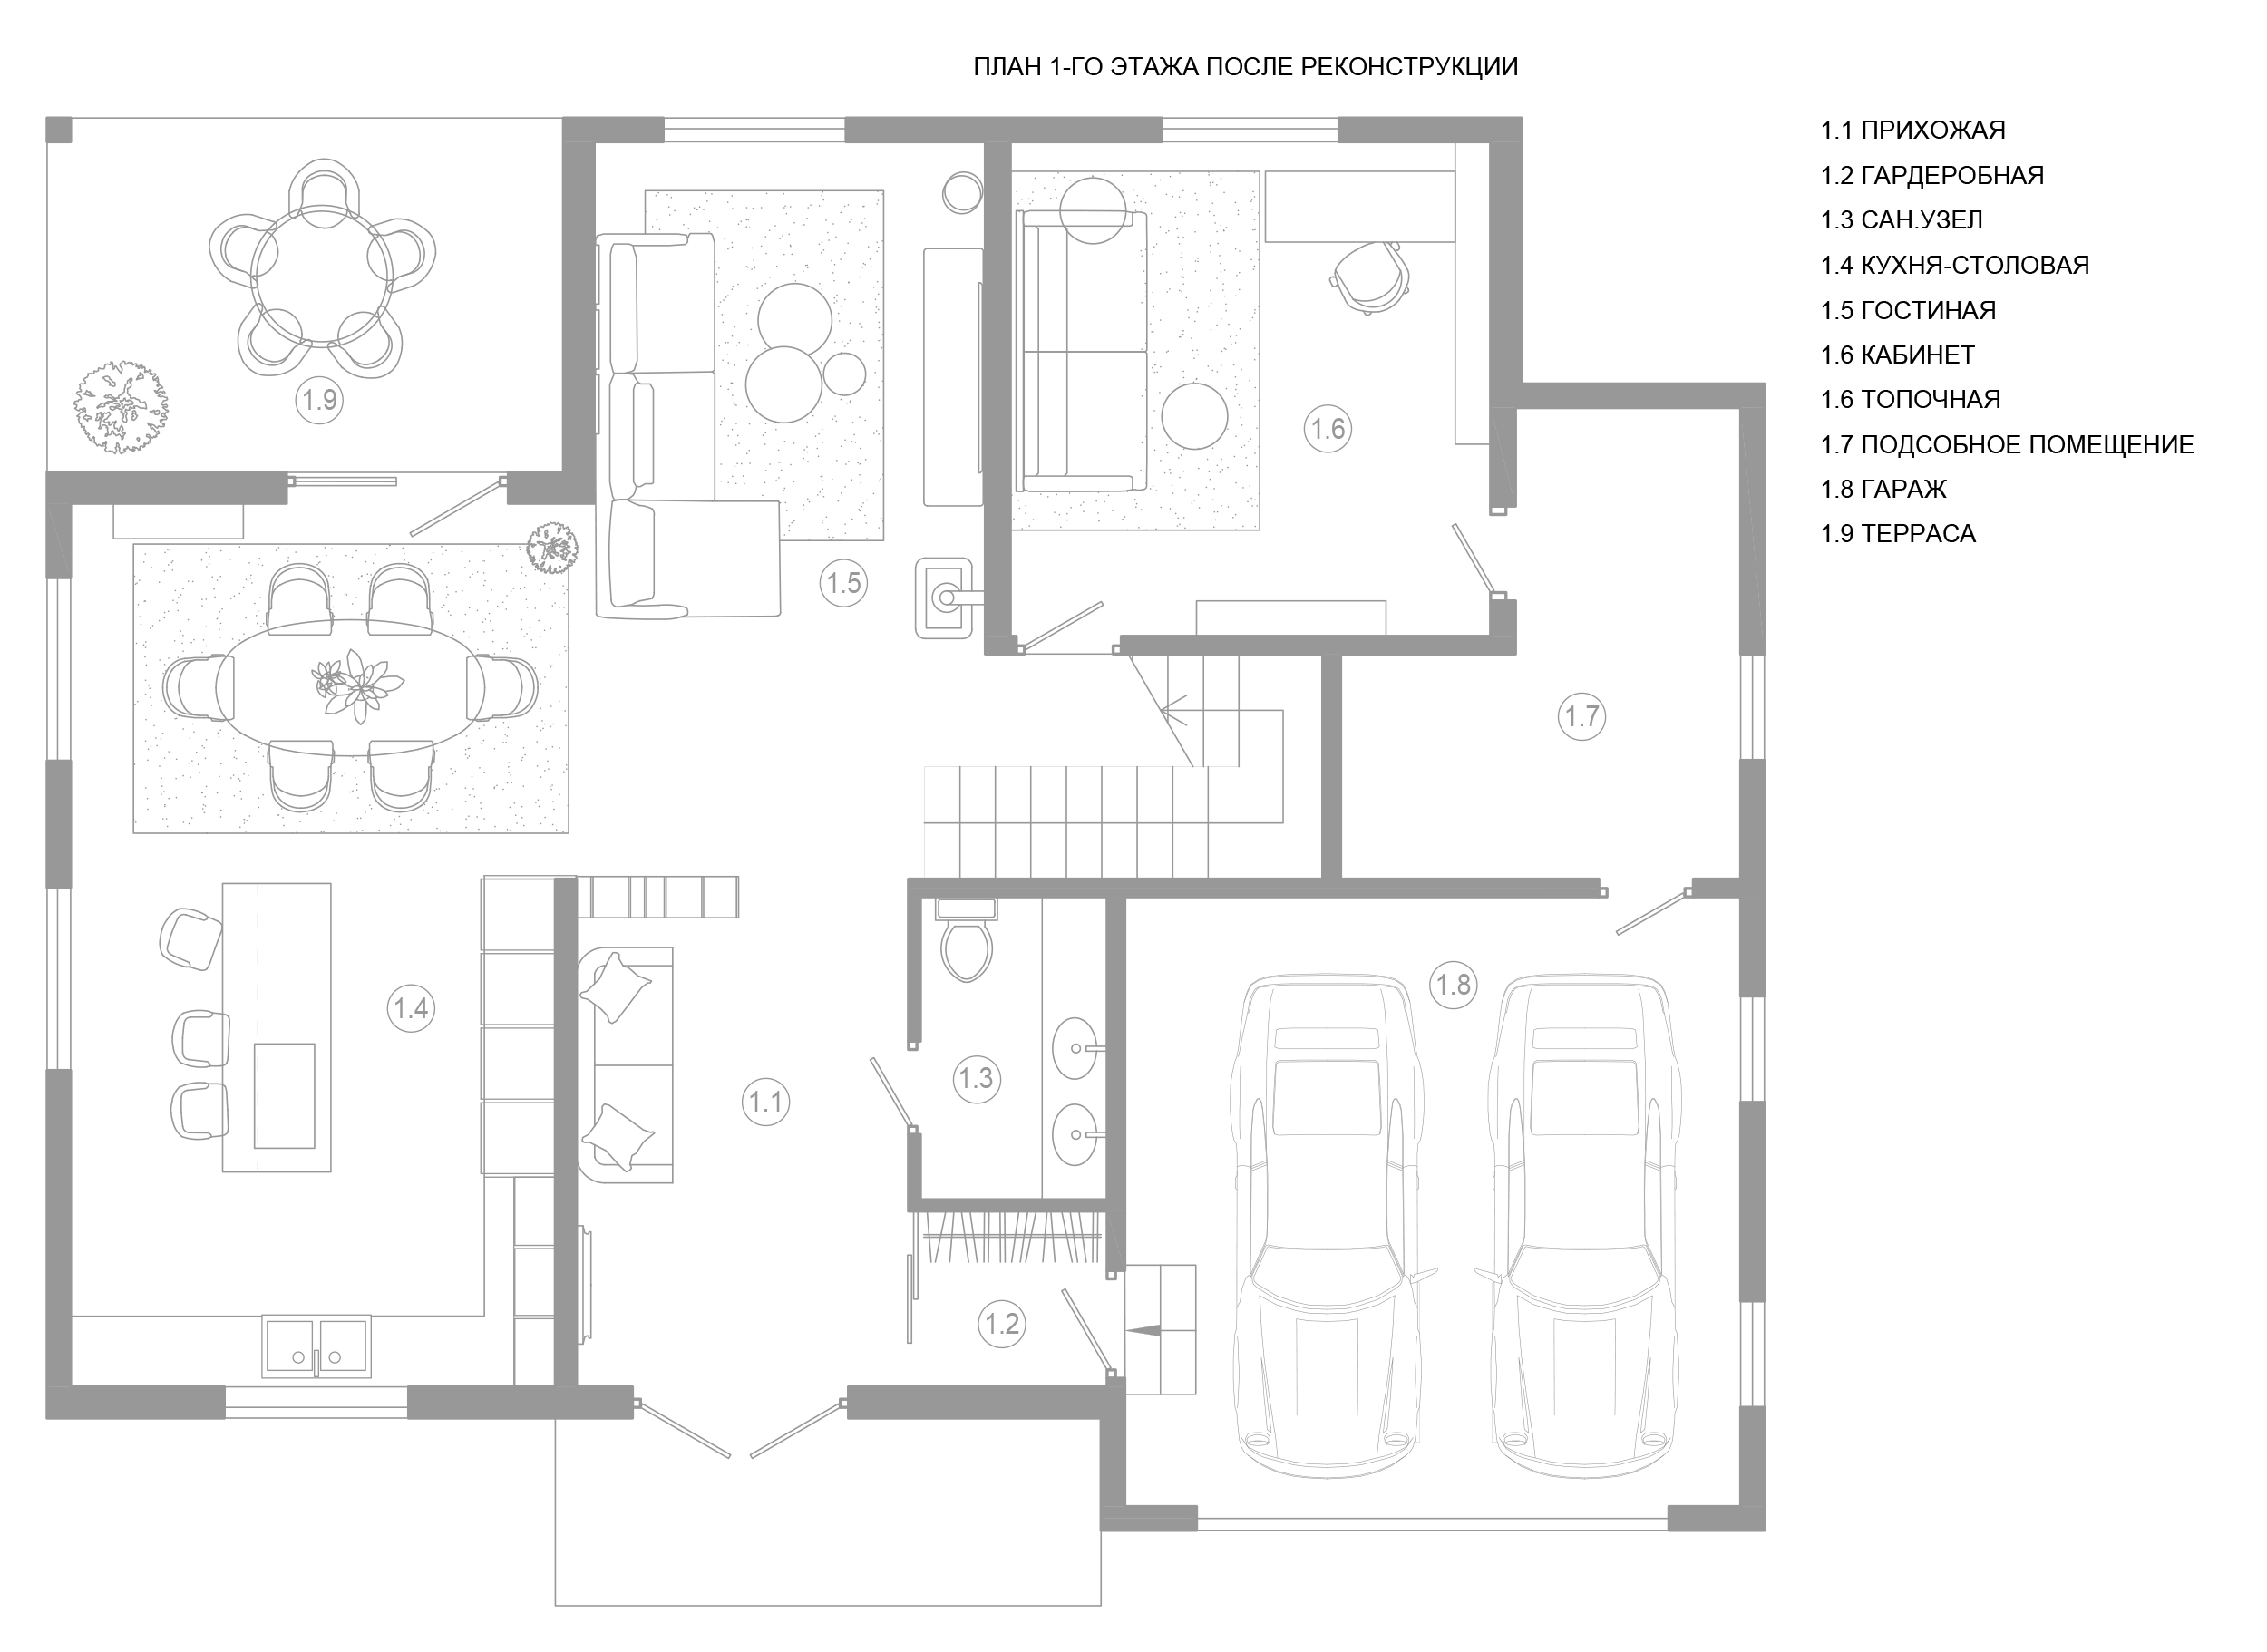 ПЛАН 1-ГО ЭТАЖА ПОСЛЕ РЕКОНСТРУКЦИИ
1.1 ПРИХОЖАЯ
1.2 ГАРДЕРОБНАЯ
1.3 САН.УЗЕЛ
1.4 КУХНЯ-СТОЛОВАЯ
1.5 ГОСТИНАЯ
1.6 КАБИНЕТ
1.6 ТОПОЧНАЯ
1.7 ПОДСОБНОЕ ПОМЕЩЕНИЕ
1.8 ГАРАЖ
1.9 ТЕРРАСА
1.9
1.6
1.5
1.7
1.8
1.4
1.3
1.1
1.2